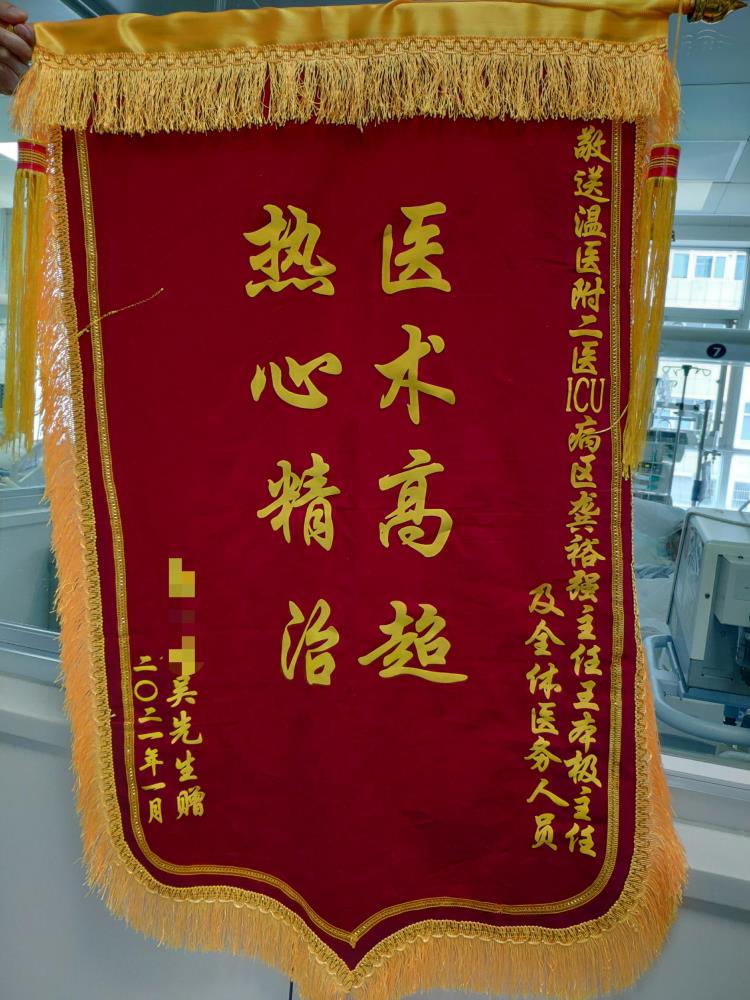 敬送温医附二医ICU病区龚裕强主任王本极主任
及全体医务人员
医术高超
热心精治
吴先生赠
二〇二一年一月
7